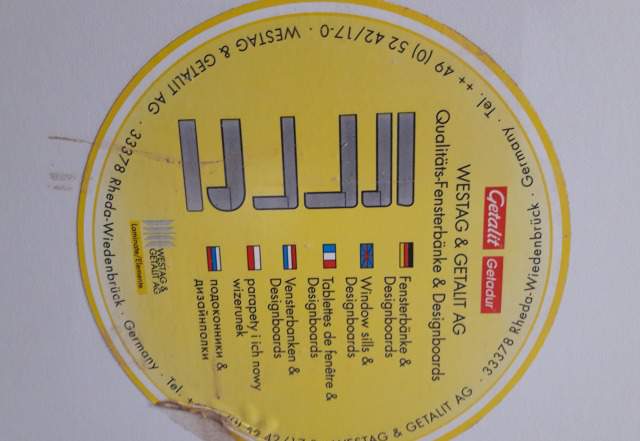 Getalit Getadur
WESTAG & GETALIT AG
Qualitäts-Fensterbänke & Designboards
Fensterbänke &
Designboards
Window sills &
Designboards
Tablettes de fenêtre &
Designboards
Vensterbanken &
Designboards
parapety i ich nowy
wizerunek
подоконники &
дизайнполки
WESTAG &
GETALIT AG
Laminate/Elemente
WESTAG & GETALIT AG · 33378 Rheda-Wiedenbrück · Germany · Tel. ++ 49 (0) 52 42/17-0 ·
WESTAG & GETALIT AG · 33378 Rheda-Wiedenbrück · Germany · Tel.